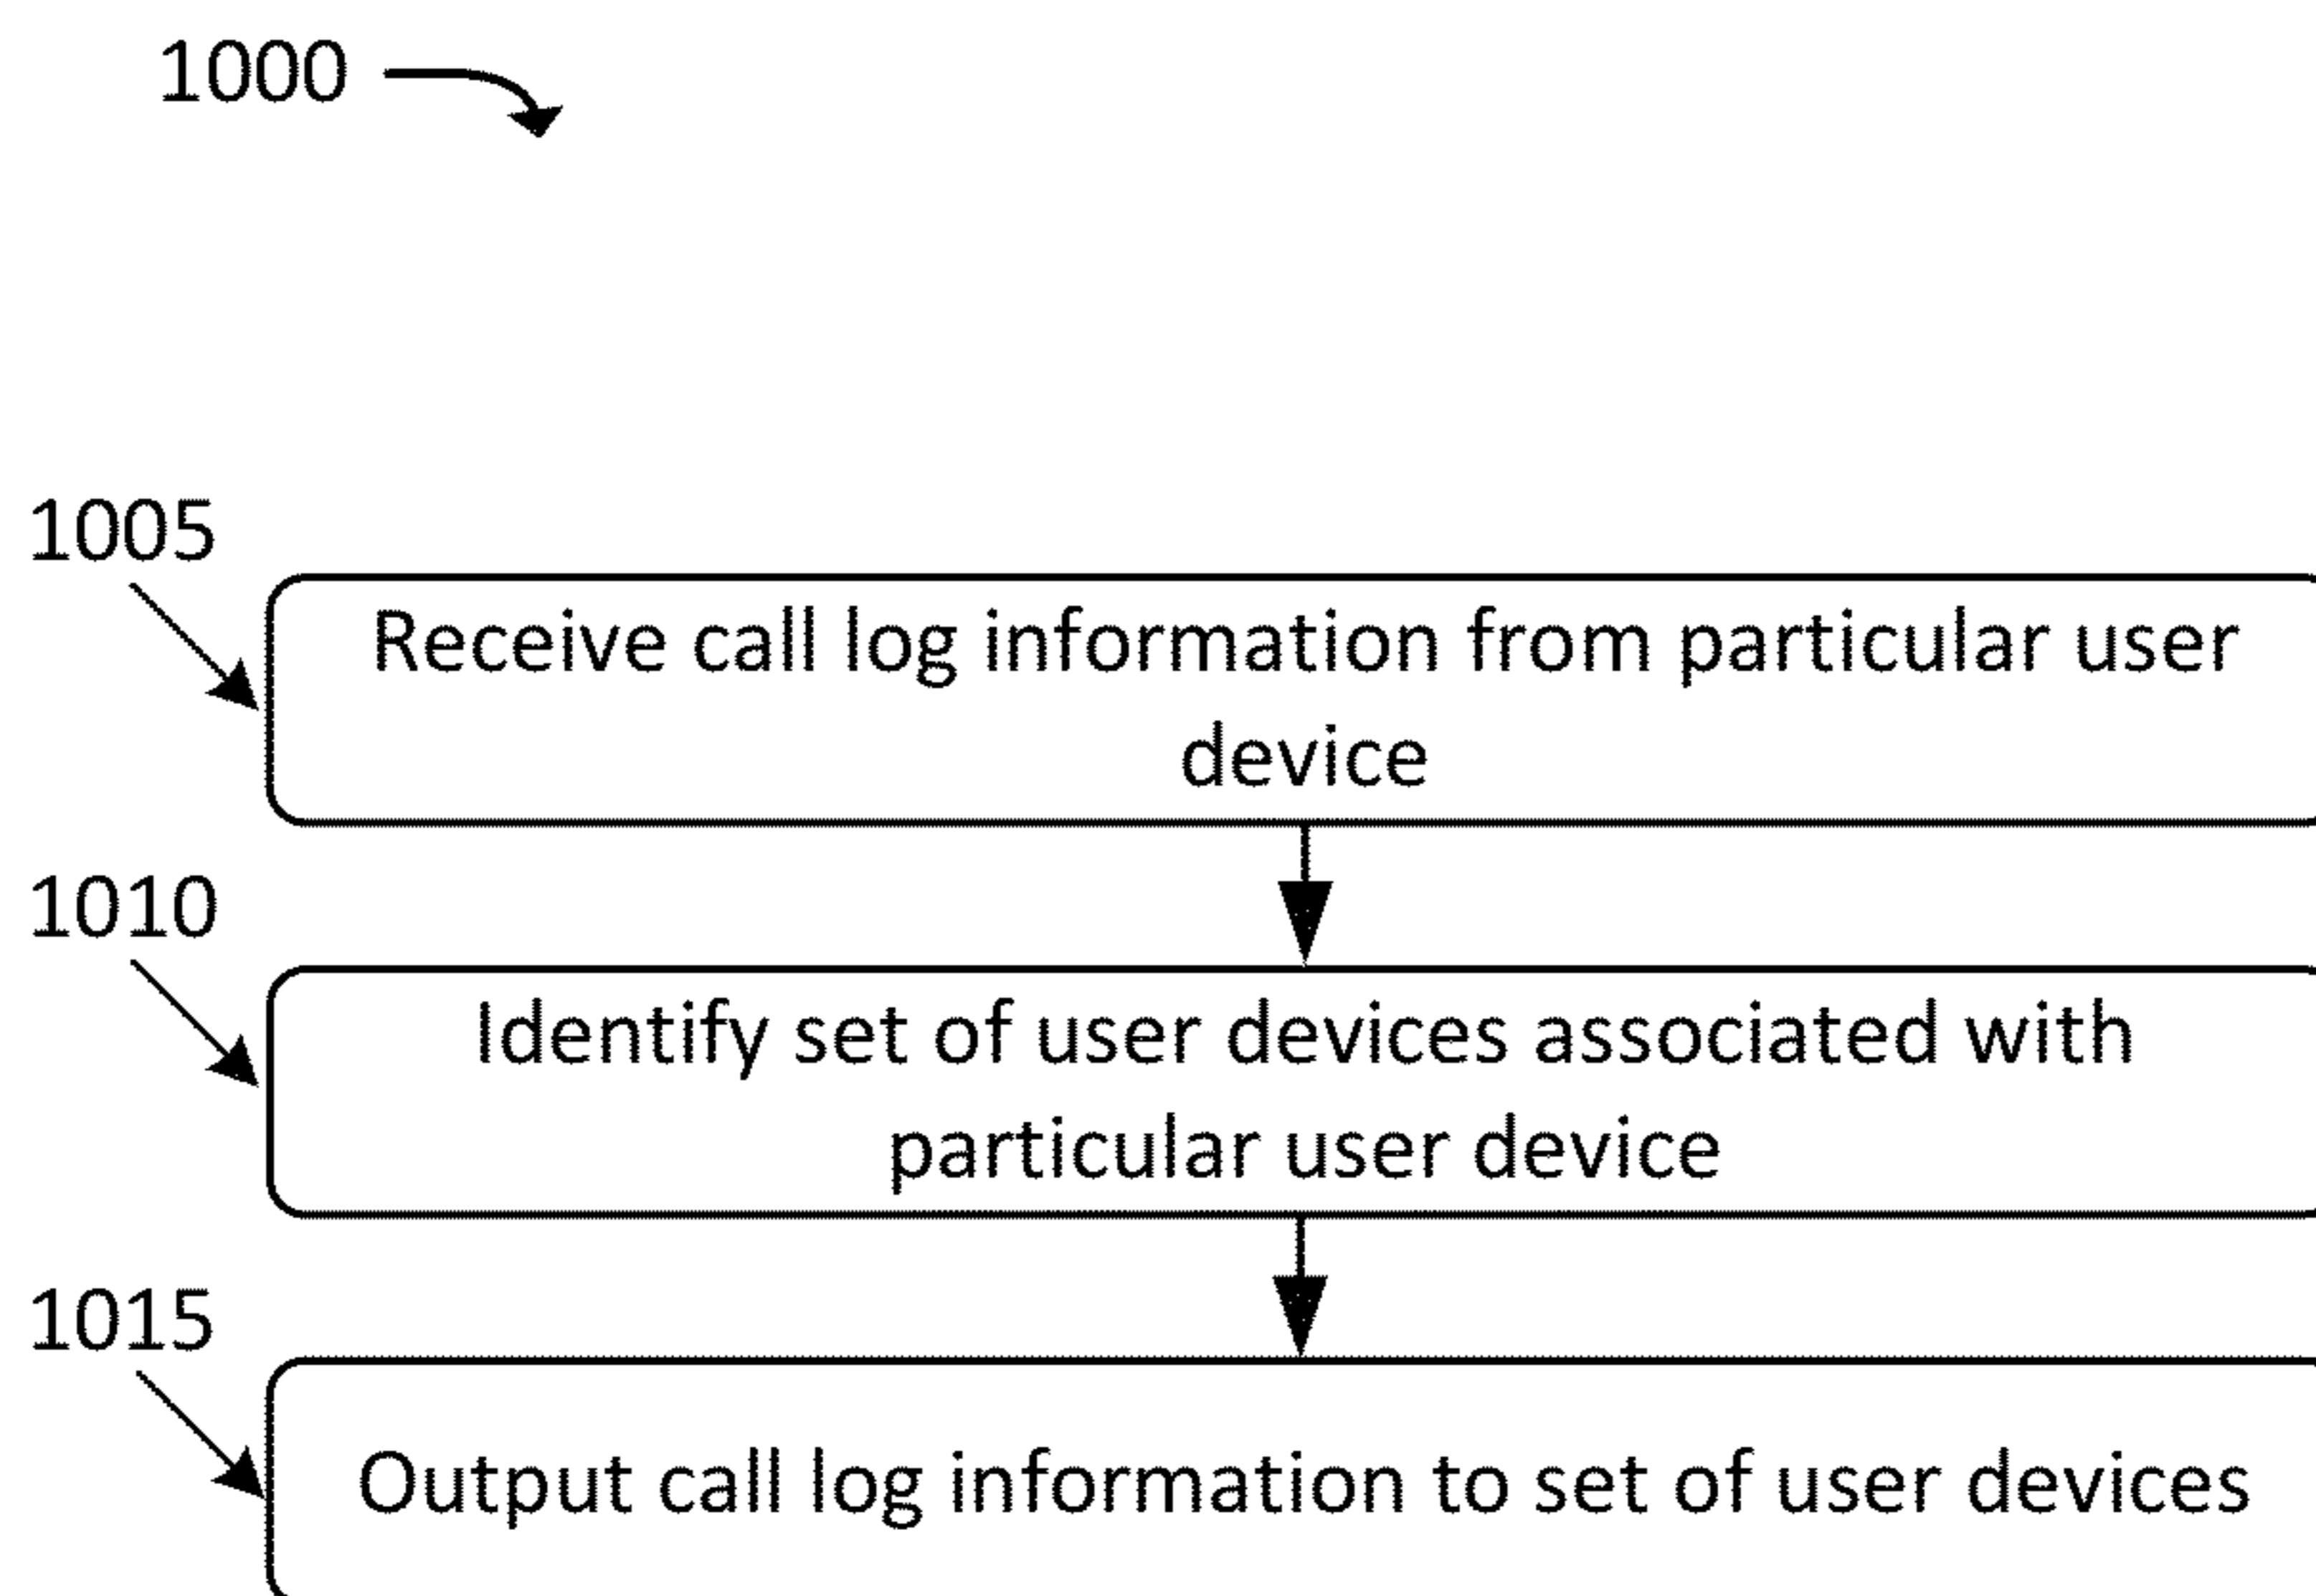 1000
1005
Receive call log information from particular user
device
1010
Identify set of user devices associated with
particular user device
1015
Output call log information to set of user devices